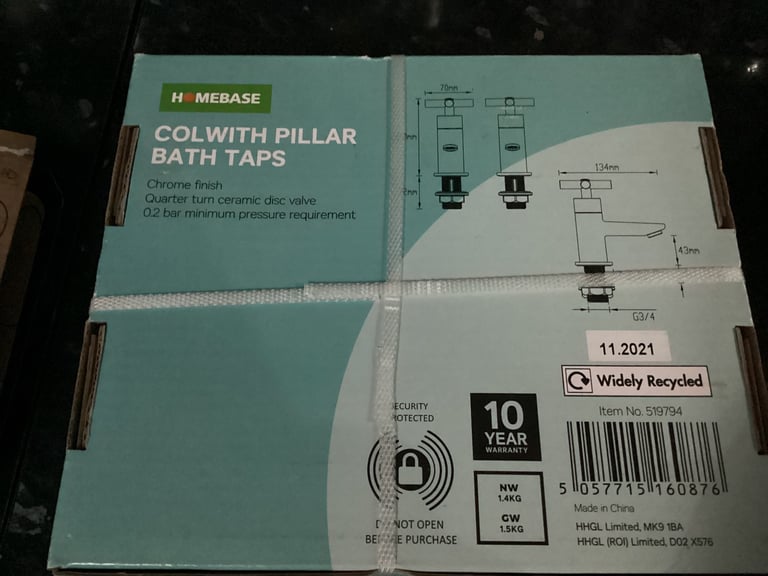 HOMEBASE
COLWITH PILLAR
BATH TAPS
Chrome finish
Quarter turn ceramic disc valve
0.2 bar minimum pressure requirement
70mm
134mm
43mm
G3/4
11.2021
Widely Recycled
Item No. 519794
SECURITY
PROTECTED
DO NOT OPEN
BEFORE PURCHASE
10
YEAR
WARRANTY
NW
1.4KG
GW
1.5KG
5 057715 160876
Made in China
HHGL Limited, MK9 1BA
HHGL (ROI) Limited, D02 X576